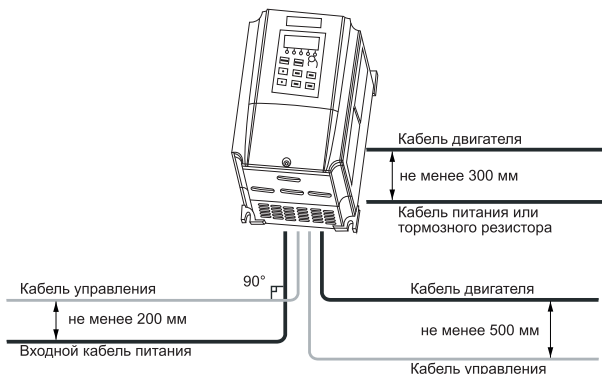 Кабель двигателя
не менее 300 мм
Кабель питания или
тормозного резистора
90°
Кабель управления
не менее 200 мм
Входной кабель питания
Кабель двигателя
не менее 500 мм
Кабель управления